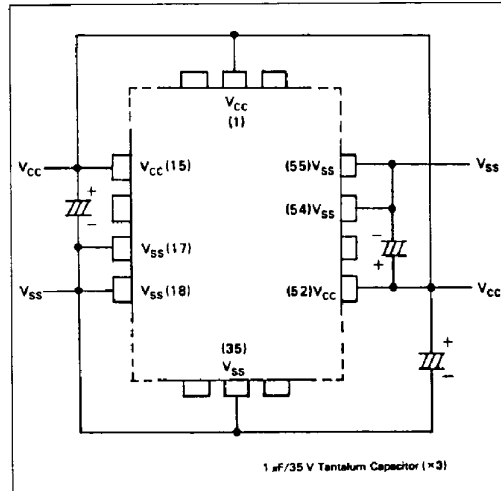 VCC
(1)
VCC VCC (15) (55) VSS VSS
+
− (54) VSS
−
VSS (17) +
VSS VSS (18) (52) VCC VCC
(35)
VSS
+
−
1 µF/35 V Tantalum Capacitor (×3)